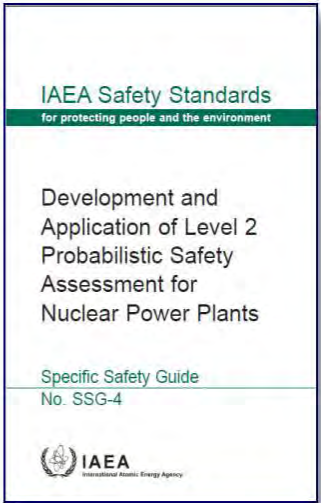 IAEA Safety Standards
for protecting people and the environment
Development and
Application of Level 2
Probabilistic Safety
Assessment for
Nuclear Power Plants
Specific Safety Guide
No. SSG-4
IAEA
International Atomic Energy Agency